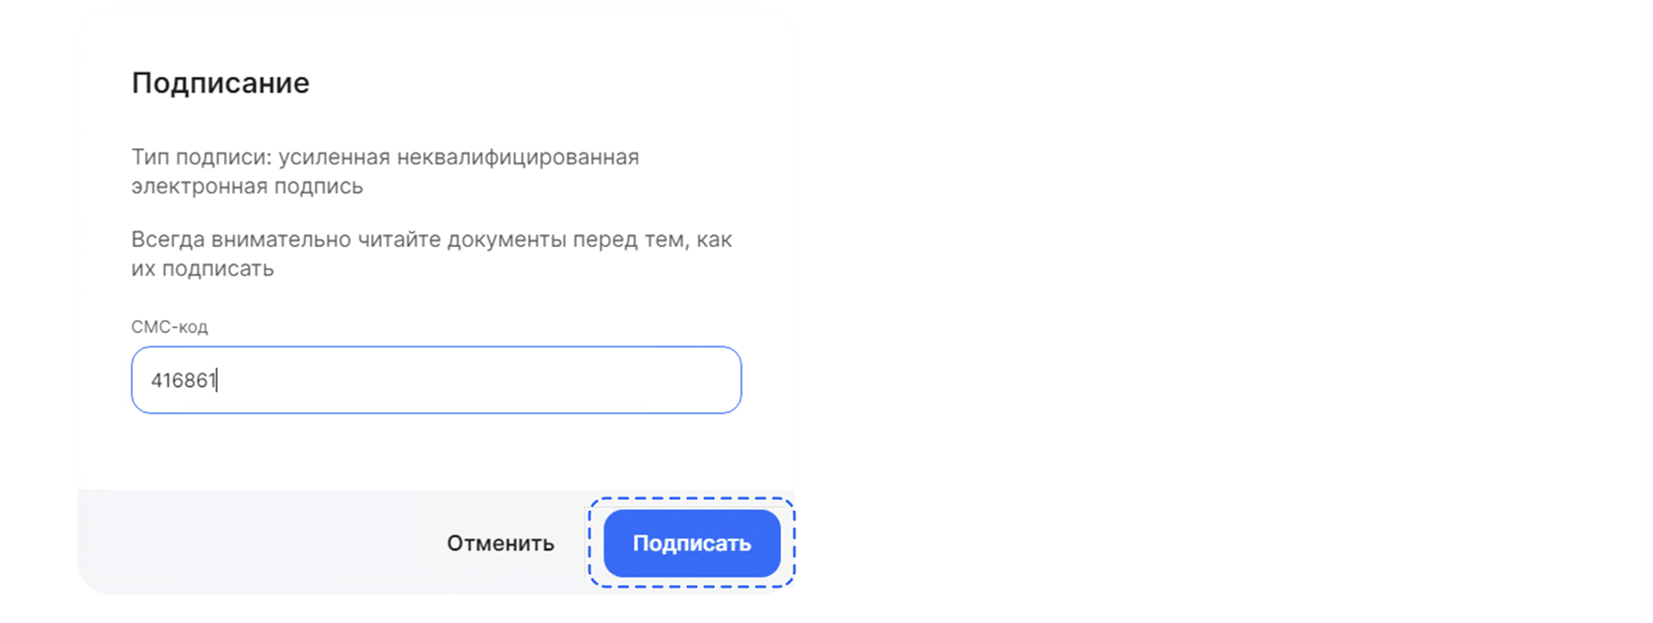 Подписание
Тип подписи: усиленная неквалифицированная
электронная подпись
Всегда внимательно читайте документы перед тем, как
их подписать
СМС-код
416861
Отменить
Подписать